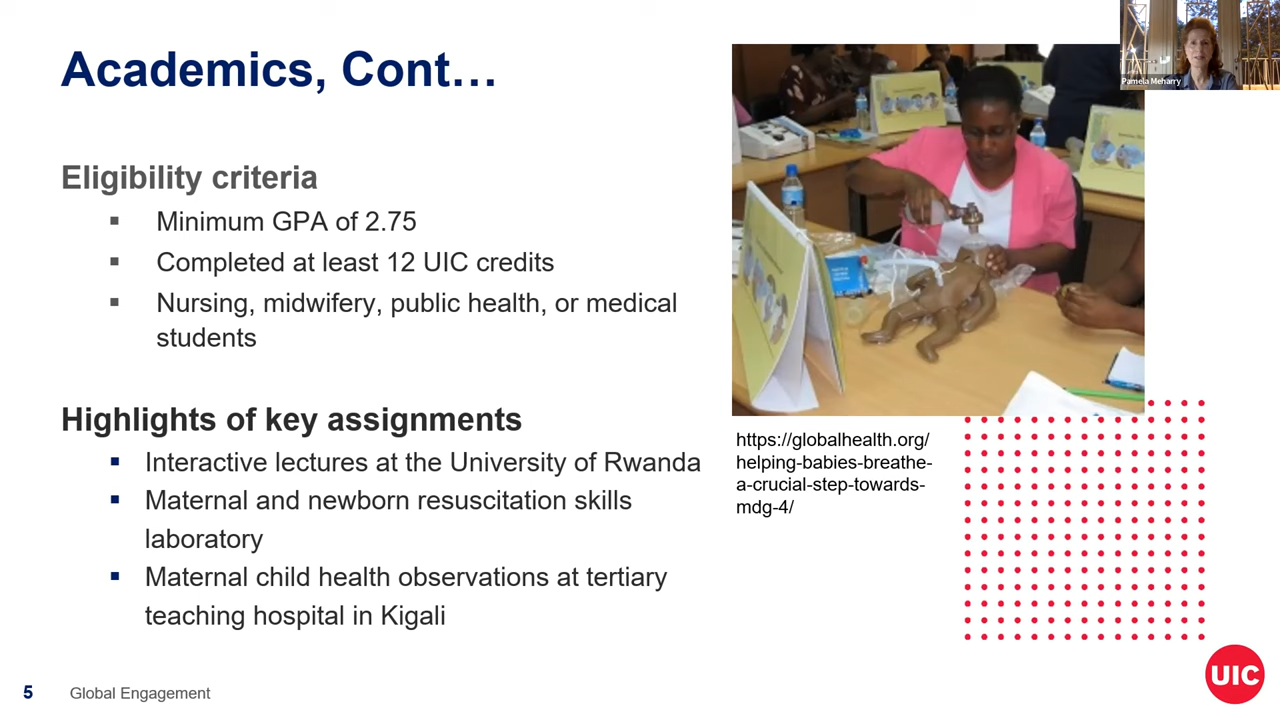 Academics, Cont…
Pamela Meharry
Eligibility criteria
Minimum GPA of 2.75
Completed at least 12 UIC credits
Nursing, midwifery, public health, or medical
students
Highlights of key assignments
Interactive lectures at the University of Rwanda
Maternal and newborn resuscitation skills
laboratory
Maternal child health observations at tertiary
teaching hospital in Kigali
https://globalhealth.org/
helping-babies-breathe-
a-crucial-step-towards-
mdg-4/
5
Global Engagement
UIC